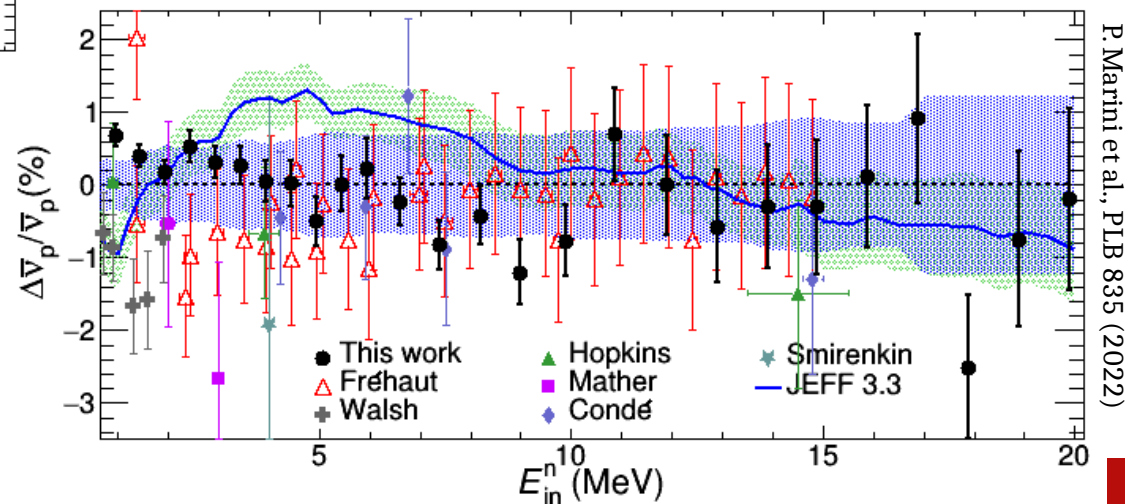 2
1
0
−1
−2
−3
Δν̅p/ν̅p(%)
This work
Fréhaut
Walsh
Hopkins
Mather
Condé
Smirenkin
JEFF 3.3
5
10
15
20
E^n_in (MeV)
P. Marini et al., PLB 835 (2022)